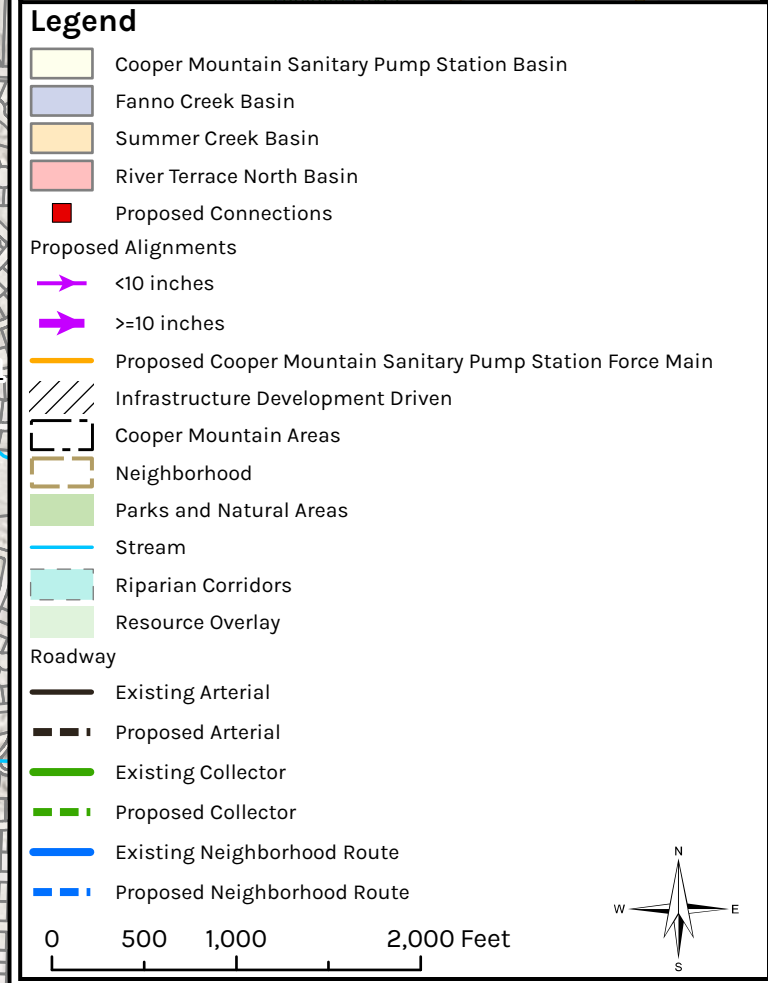 Legend
Cooper Mountain Sanitary Pump Station Basin
Fanno Creek Basin
Summer Creek Basin
River Terrace North Basin
Proposed Connections
Proposed Alignments
<10 inches
>=10 inches
Proposed Cooper Mountain Sanitary Pump Station Force Main
Infrastructure Development Driven
Cooper Mountain Areas
Neighborhood
Parks and Natural Areas
Stream
Riparian Corridors
Resource Overlay
Roadway
Existing Arterial
Proposed Arterial
Existing Collector
Proposed Collector
Existing Neighborhood Route
Proposed Neighborhood Route
N
W E
S
0 500 1,000 2,000 Feet